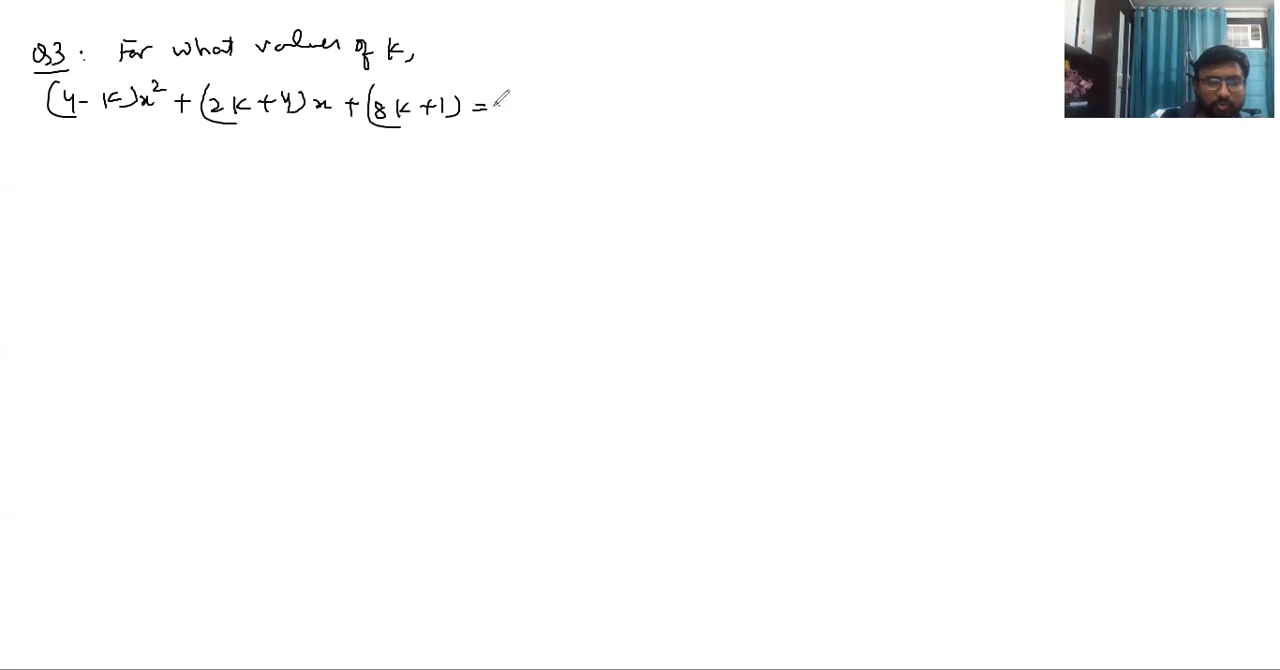 Q3 : For what values of k,
(4 - k)x² + (2k + 4)x + (8k + 1) =